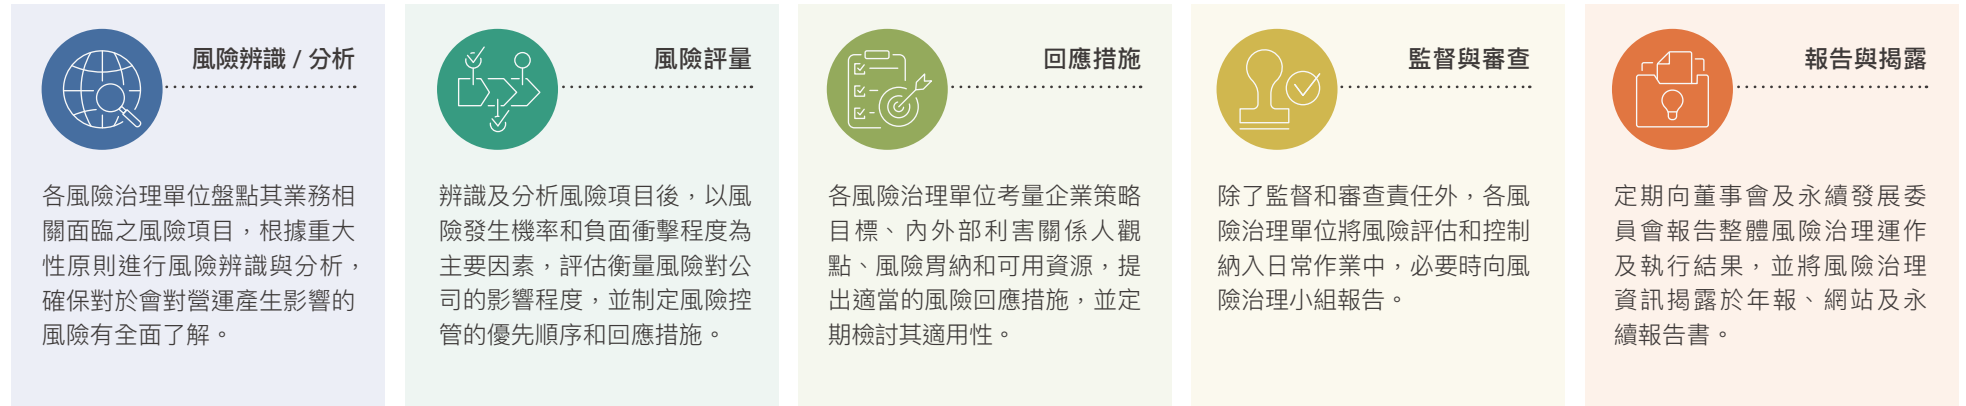 風險辨識 / 分析
各風險治理單位盤點其業務相
關面臨之風險項目，根據重大
性原則進行風險辨識與分析，
確保對於會對營運產生影響的
風險有全面了解。
風險評量
辨識及分析風險項目後，以風
險發生機率和負面衝擊程度為
主要因素，評估衡量風險對公
司的影響程度，並制定風險控
管的優先順序和回應措施。
回應措施
各風險治理單位考量企業策略
目標、內外部利害關係人觀
點、風險胃納和可用資源，提
出適當的風險回應措施，並定
期檢討其適用性。
監督與審查
除了監督和審查責任外，各風
險治理單位將風險評估和控制
納入日常作業中，必要時向風
險治理小組報告。
報告與揭露
定期向董事會及永續發展委
員會報告整體風險治理運作
及執行結果，並將風險治理
資訊揭露於年報、網站及永
續報告書。